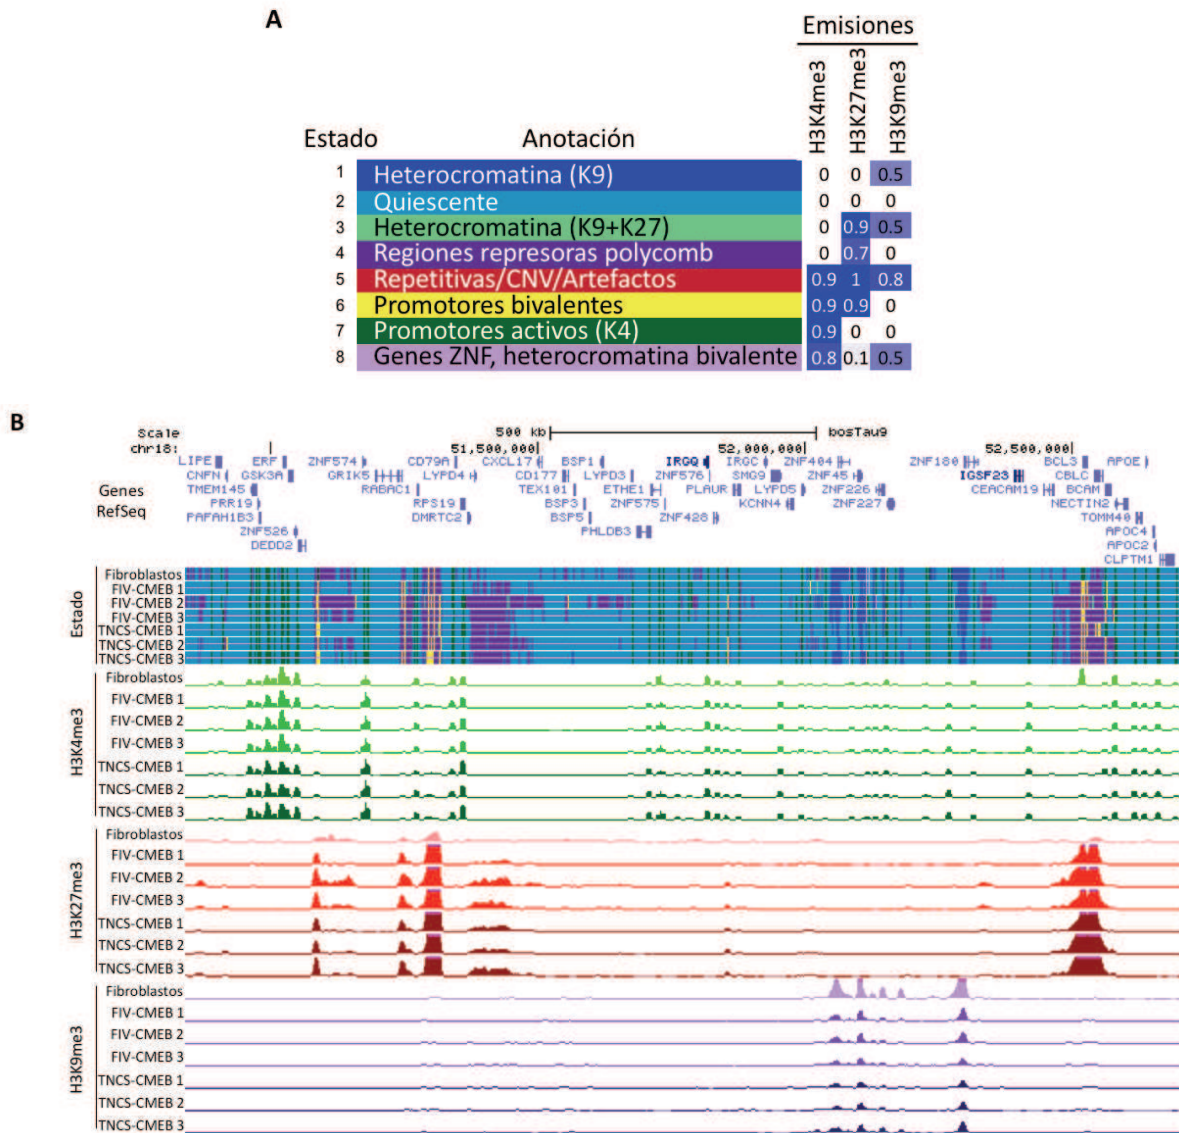 A
Emisiones
H3K4me3 H3K27me3 H3K9me3
Estado Anotación
1 Heterocromatina (K9) 0 0 0.5
2 Quiescente 0 0 0
3 Heterocromatina (K9+K27) 0 0.9 0.5
4 Regiones represoras polycomb 0 0.7 0
5 Repetitivas/CNV/Artefactos 0.9 1 0.8
6 Promotores bivalentes 0.9 0.9 0
7 Promotores activos (K4) 0.9 0 0
8 Genes ZNF, heterocromatina bivalente 0.8 0.1 0.5
B
Scale 500 kb bosTau9
chr18: 51,500,000 52,000,000 52,500,000
Genes RefSeq
LIPE ERF ZNF574 CD79A CXCL17 BSP1 IRGQ IRGC ZNF404 ZNF180 BCL3 APOE
CNFN GSK3A GRIK5 LYPD4 CD177 LYPD3 ZNF576 SMG9 ZNF45 IGSF23 CBLC
TMEM145 RABAC1 TEX101 ETHE1 PLAUR LYPD5 ZNF226 CEACAM19 BCAM
PRR19 RPS19 BSP3 ZNF575 KCNN4 ZNF227 NECTIN2
PAFAH1B3 DMRTC2 BSP5 ZNF428 TOMM40
ZNF526 PHLDB3 APOC4
DEDD2 APOC2
CLPTM1
Estado
Fibroblastos
FIV-CMEB 1
FIV-CMEB 2
FIV-CMEB 3
TNCS-CMEB 1
TNCS-CMEB 2
TNCS-CMEB 3
H3K4me3
Fibroblastos
FIV-CMEB 1
FIV-CMEB 2
FIV-CMEB 3
TNCS-CMEB 1
TNCS-CMEB 2
TNCS-CMEB 3
H3K27me3
Fibroblastos
FIV-CMEB 1
FIV-CMEB 2
FIV-CMEB 3
TNCS-CMEB 1
TNCS-CMEB 2
TNCS-CMEB 3
H3K9me3
Fibroblastos
FIV-CMEB 1
FIV-CMEB 2
FIV-CMEB 3
TNCS-CMEB 1
TNCS-CMEB 2
TNCS-CMEB 3